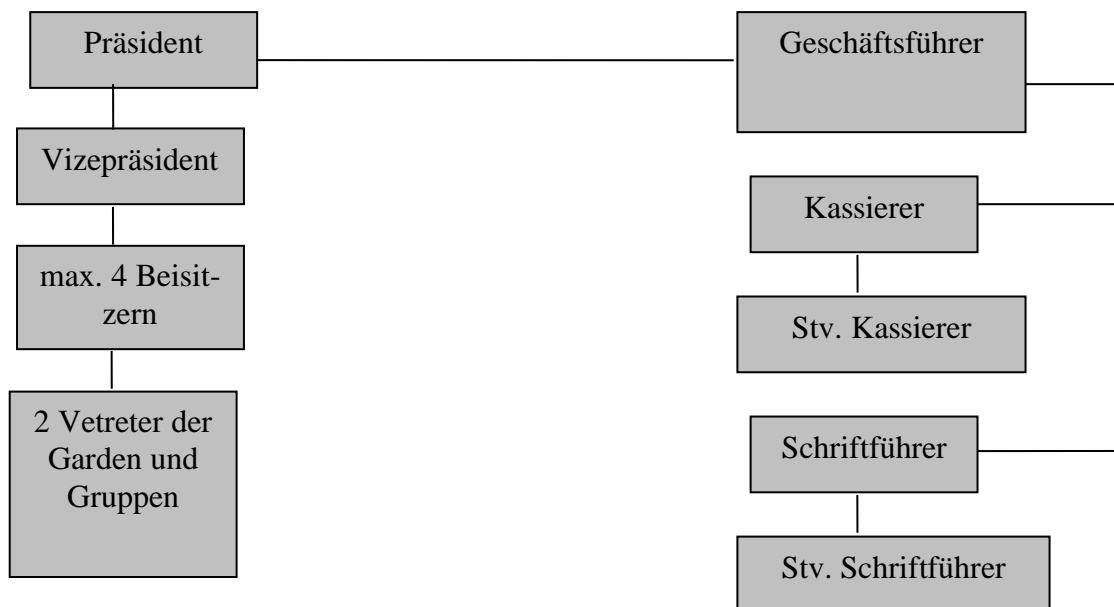 Präsident
Geschäftsführer
Vizepräsident
Kassierer
max. 4 Beisit-
zern
Stv. Kassierer
2 Vetreter der
Garden und
Gruppen
Schriftführer
Stv. Schriftführer